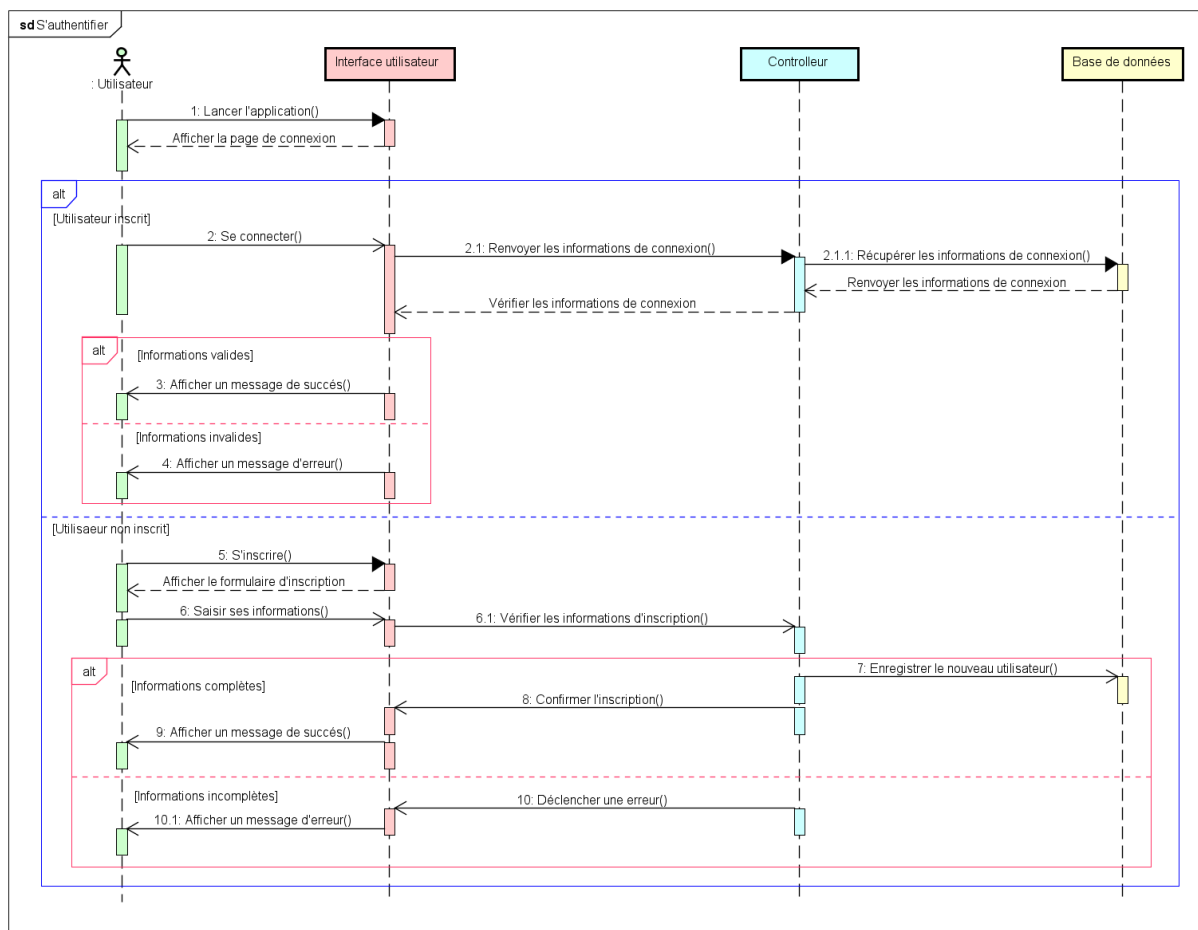 sd S'authentifier
: Utilisateur
Interface utilisateur
Controlleur
Base de données
1: Lancer l'application()
Afficher la page de connexion
alt
[Utilisateur inscrit]
2: Se connecter()
2.1: Renvoyer les informations de connexion()
2.1.1: Récupérer les informations de connexion()
Renvoyer les informations de connexion
Vérifier les informations de connexion
alt
[Informations valides]
3: Afficher un message de succés()
[Informations invalides]
4: Afficher un message d'erreur()
[Utilisaeur non inscrit]
5: S'inscrire()
Afficher le formulaire d'inscription
6: Saisir ses informations()
6.1: Vérifier les informations d'inscription()
alt
[Informations complètes]
7: Enregistrer le nouveau utilisateur()
8: Confirmer l'inscription()
9: Afficher un message de succés()
[Informations incomplètes]
10: Déclencher une erreur()
10.1: Afficher un message d'erreur()